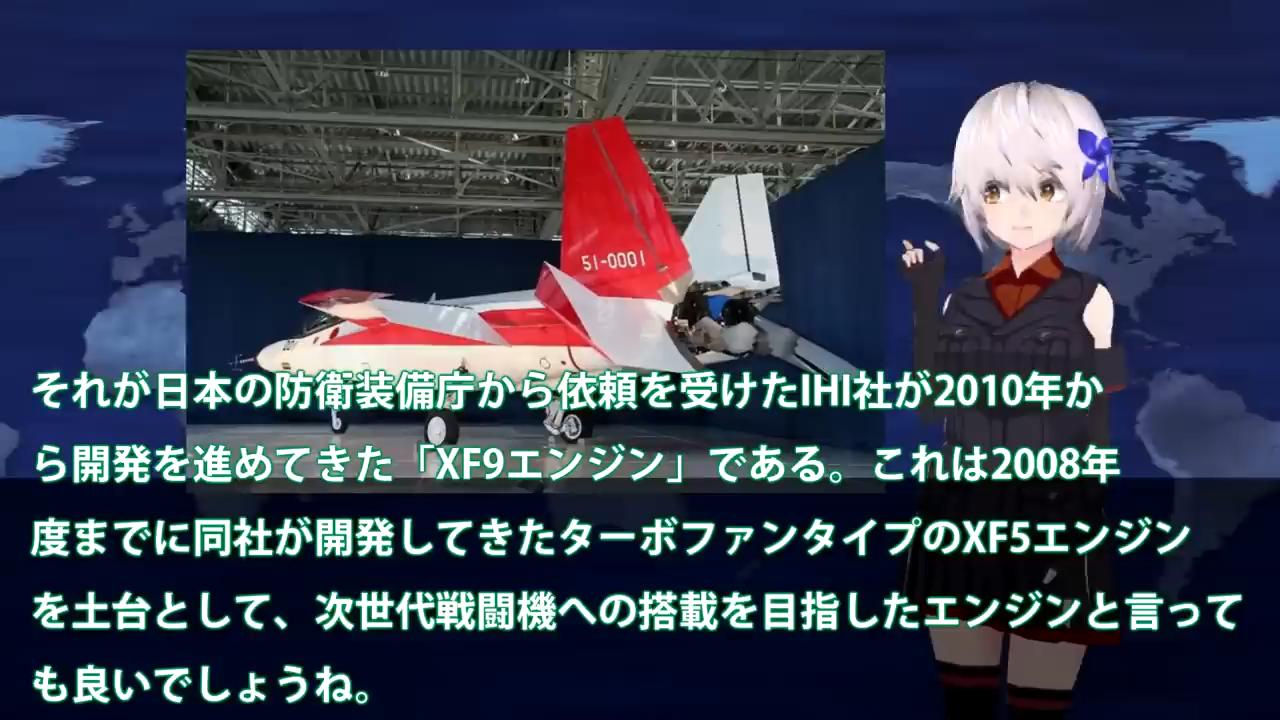 51-0001
それが日本の防衛装備庁から依頼を受けたIHI社が2010年か
ら開発を進めてきた「XF9エンジン」である。これは2008年
度までに同社が開発してきたターボファンタイプのXF5エンジン
を土台として、次世代戦闘機への搭載を目指したエンジンと言って
も良いでしょうね。